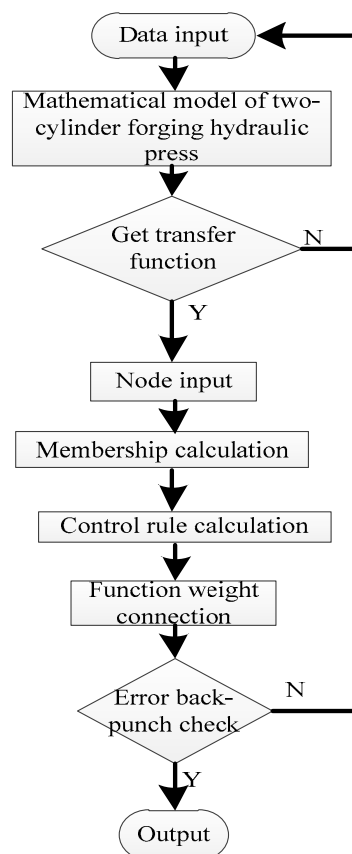 Data input
Mathematical model of two-
cylinder forging hydraulic
press
Get transfer
function
N
Y
Node input
Membership calculation
Control rule calculation
Function weight
connection
Error back-
punch check
N
Y
Output